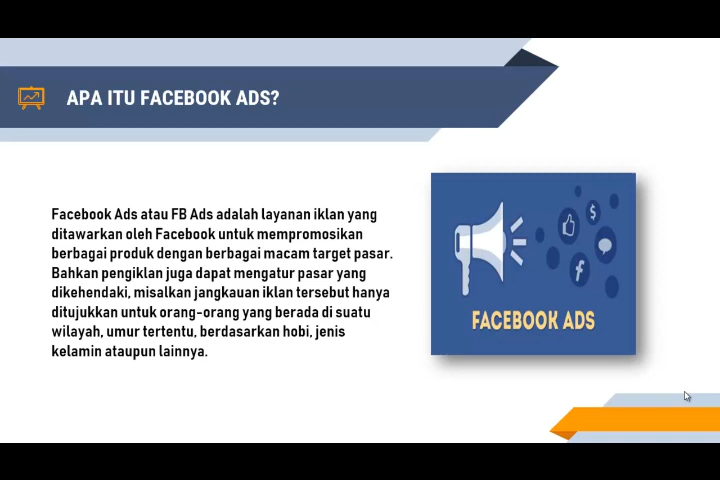 APA ITU FACEBOOK ADS?
Facebook Ads atau FB Ads adalah layanan iklan yang
ditawarkan oleh Facebook untuk mempromosikan
berbagai produk dengan berbagai macam target pasar.
Bahkan pengiklan juga dapat mengatur pasar yang
dikehendaki, misalkan jangkauan iklan tersebut hanya
ditujukkan untuk orang-orang yang berada di suatu
wilayah, umur tertentu, berdasarkan hobi, jenis
kelamin ataupun lainnya.
FACEBOOK ADS